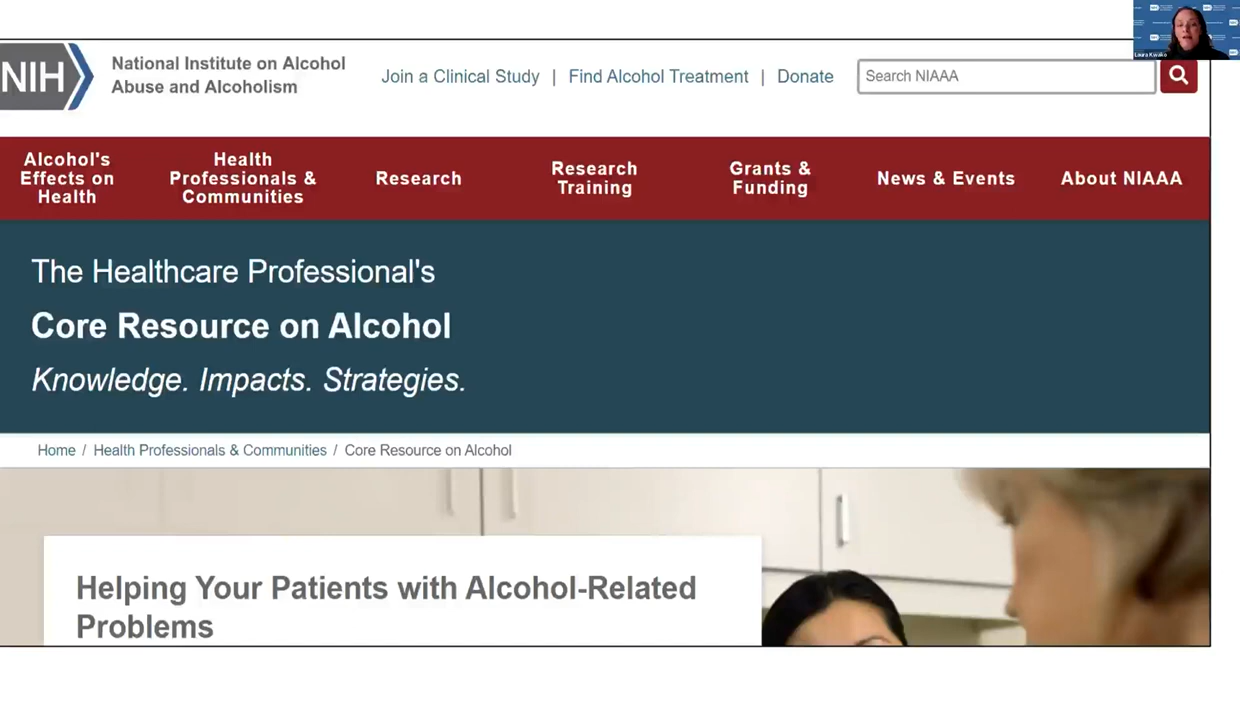 Laura Kwako
NIH
National Institute on Alcohol
Abuse and Alcoholism
Join a Clinical Study | Find Alcohol Treatment | Donate
Search NIAAA
Alcohol's
Effects on
Health
Health
Professionals &
Communities
Research
Research
Training
Grants &
Funding
News & Events
About NIAAA
The Healthcare Professional's
Core Resource on Alcohol
Knowledge. Impacts. Strategies.
Home / Health Professionals & Communities / Core Resource on Alcohol
Helping Your Patients with Alcohol-Related
Problems